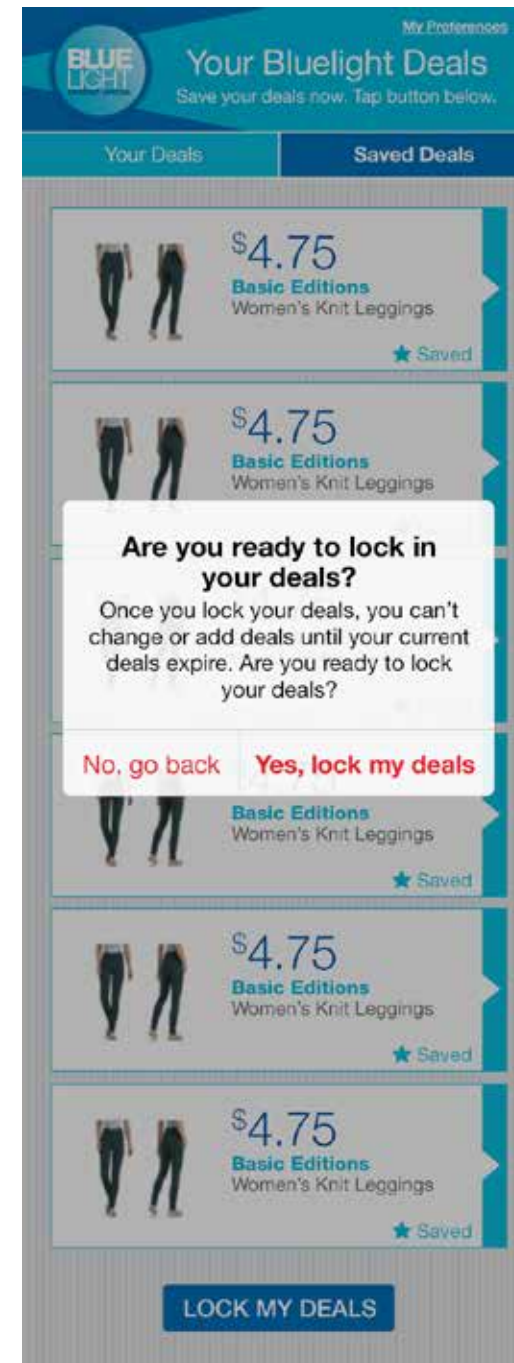 My Preferences
BLUE
LIGHT
Your Bluelight Deals
Save your deals now. Tap button below.
Your Deals
Saved Deals
$4.75
Basic Editions
Women's Knit Leggings
Saved
$4.75
Basic Editions
Women's Knit Leggings
Are you ready to lock in
your deals?
Once you lock your deals, you can't
change or add deals until your current
deals expire. Are you ready to lock
your deals?
No, go back
Yes, lock my deals
Basic Editions
Women's Knit Leggings
Saved
$4.75
Basic Editions
Women's Knit Leggings
Saved
$4.75
Basic Editions
Women's Knit Leggings
Saved
LOCK MY DEALS